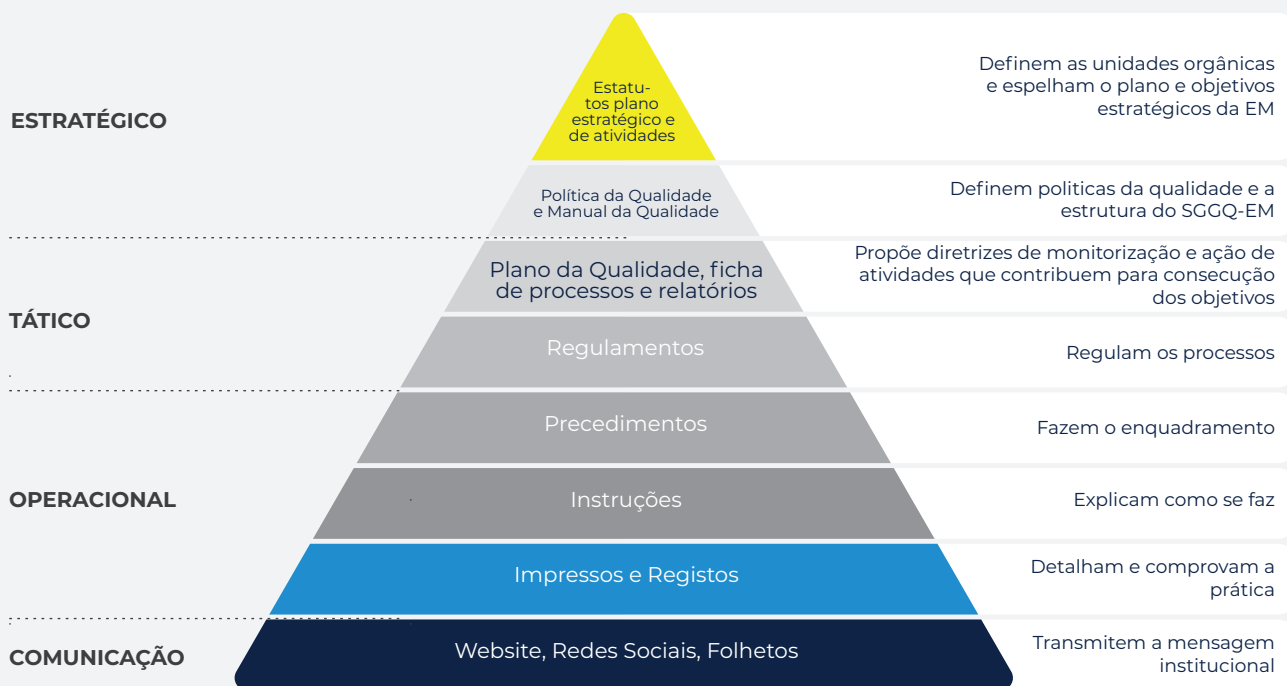 ESTRATÉGICO
Estatu-
tos plano
estratégico e
de atividades
Definem as unidades orgânicas
e espelham o plano e objetivos
estratégicos da EM
Política da Qualidade
e Manual da Qualidade
Definem politicas da qualidade e a
estrutura do SGGQ-EM
TÁTICO
Plano da Qualidade, ficha
de processos e relatórios
Propõe diretrizes de monitorização e ação de
atividades que contribuem para consecução
dos objetivos
Regulamentos
Regulam os processos
OPERACIONAL
Precedimentos
Fazem o enquadramento
Instruções
Explicam como se faz
Impressos e Registos
Detalham e comprovam a
prática
COMUNICAÇÃO
Website, Redes Sociais, Folhetos
Transmitem a mensagem
institucional